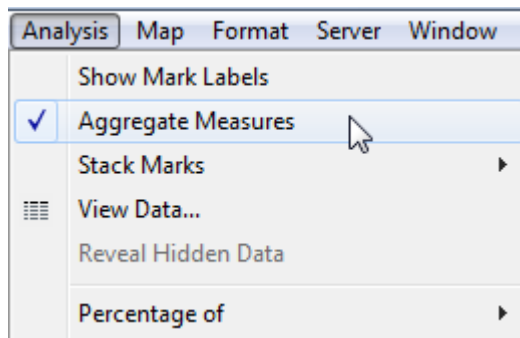 Analysis Map Format Server Window
Show Mark Labels
Aggregate Measures
Stack Marks
View Data...
Reveal Hidden Data
Percentage of